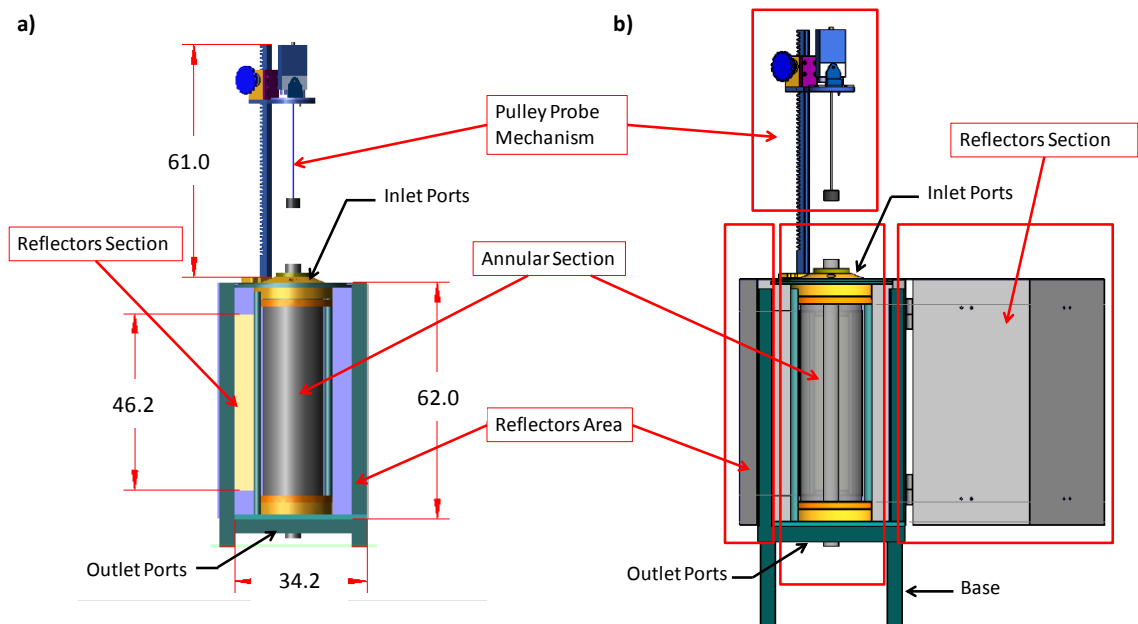 a)
b)
Pulley Probe
Mechanism
Reflectors Section
61.0
Inlet Ports
Inlet Ports
Reflectors Section
Annular Section
46.2
62.0
Reflectors Area
Outlet Ports
34.2
Outlet Ports
Base